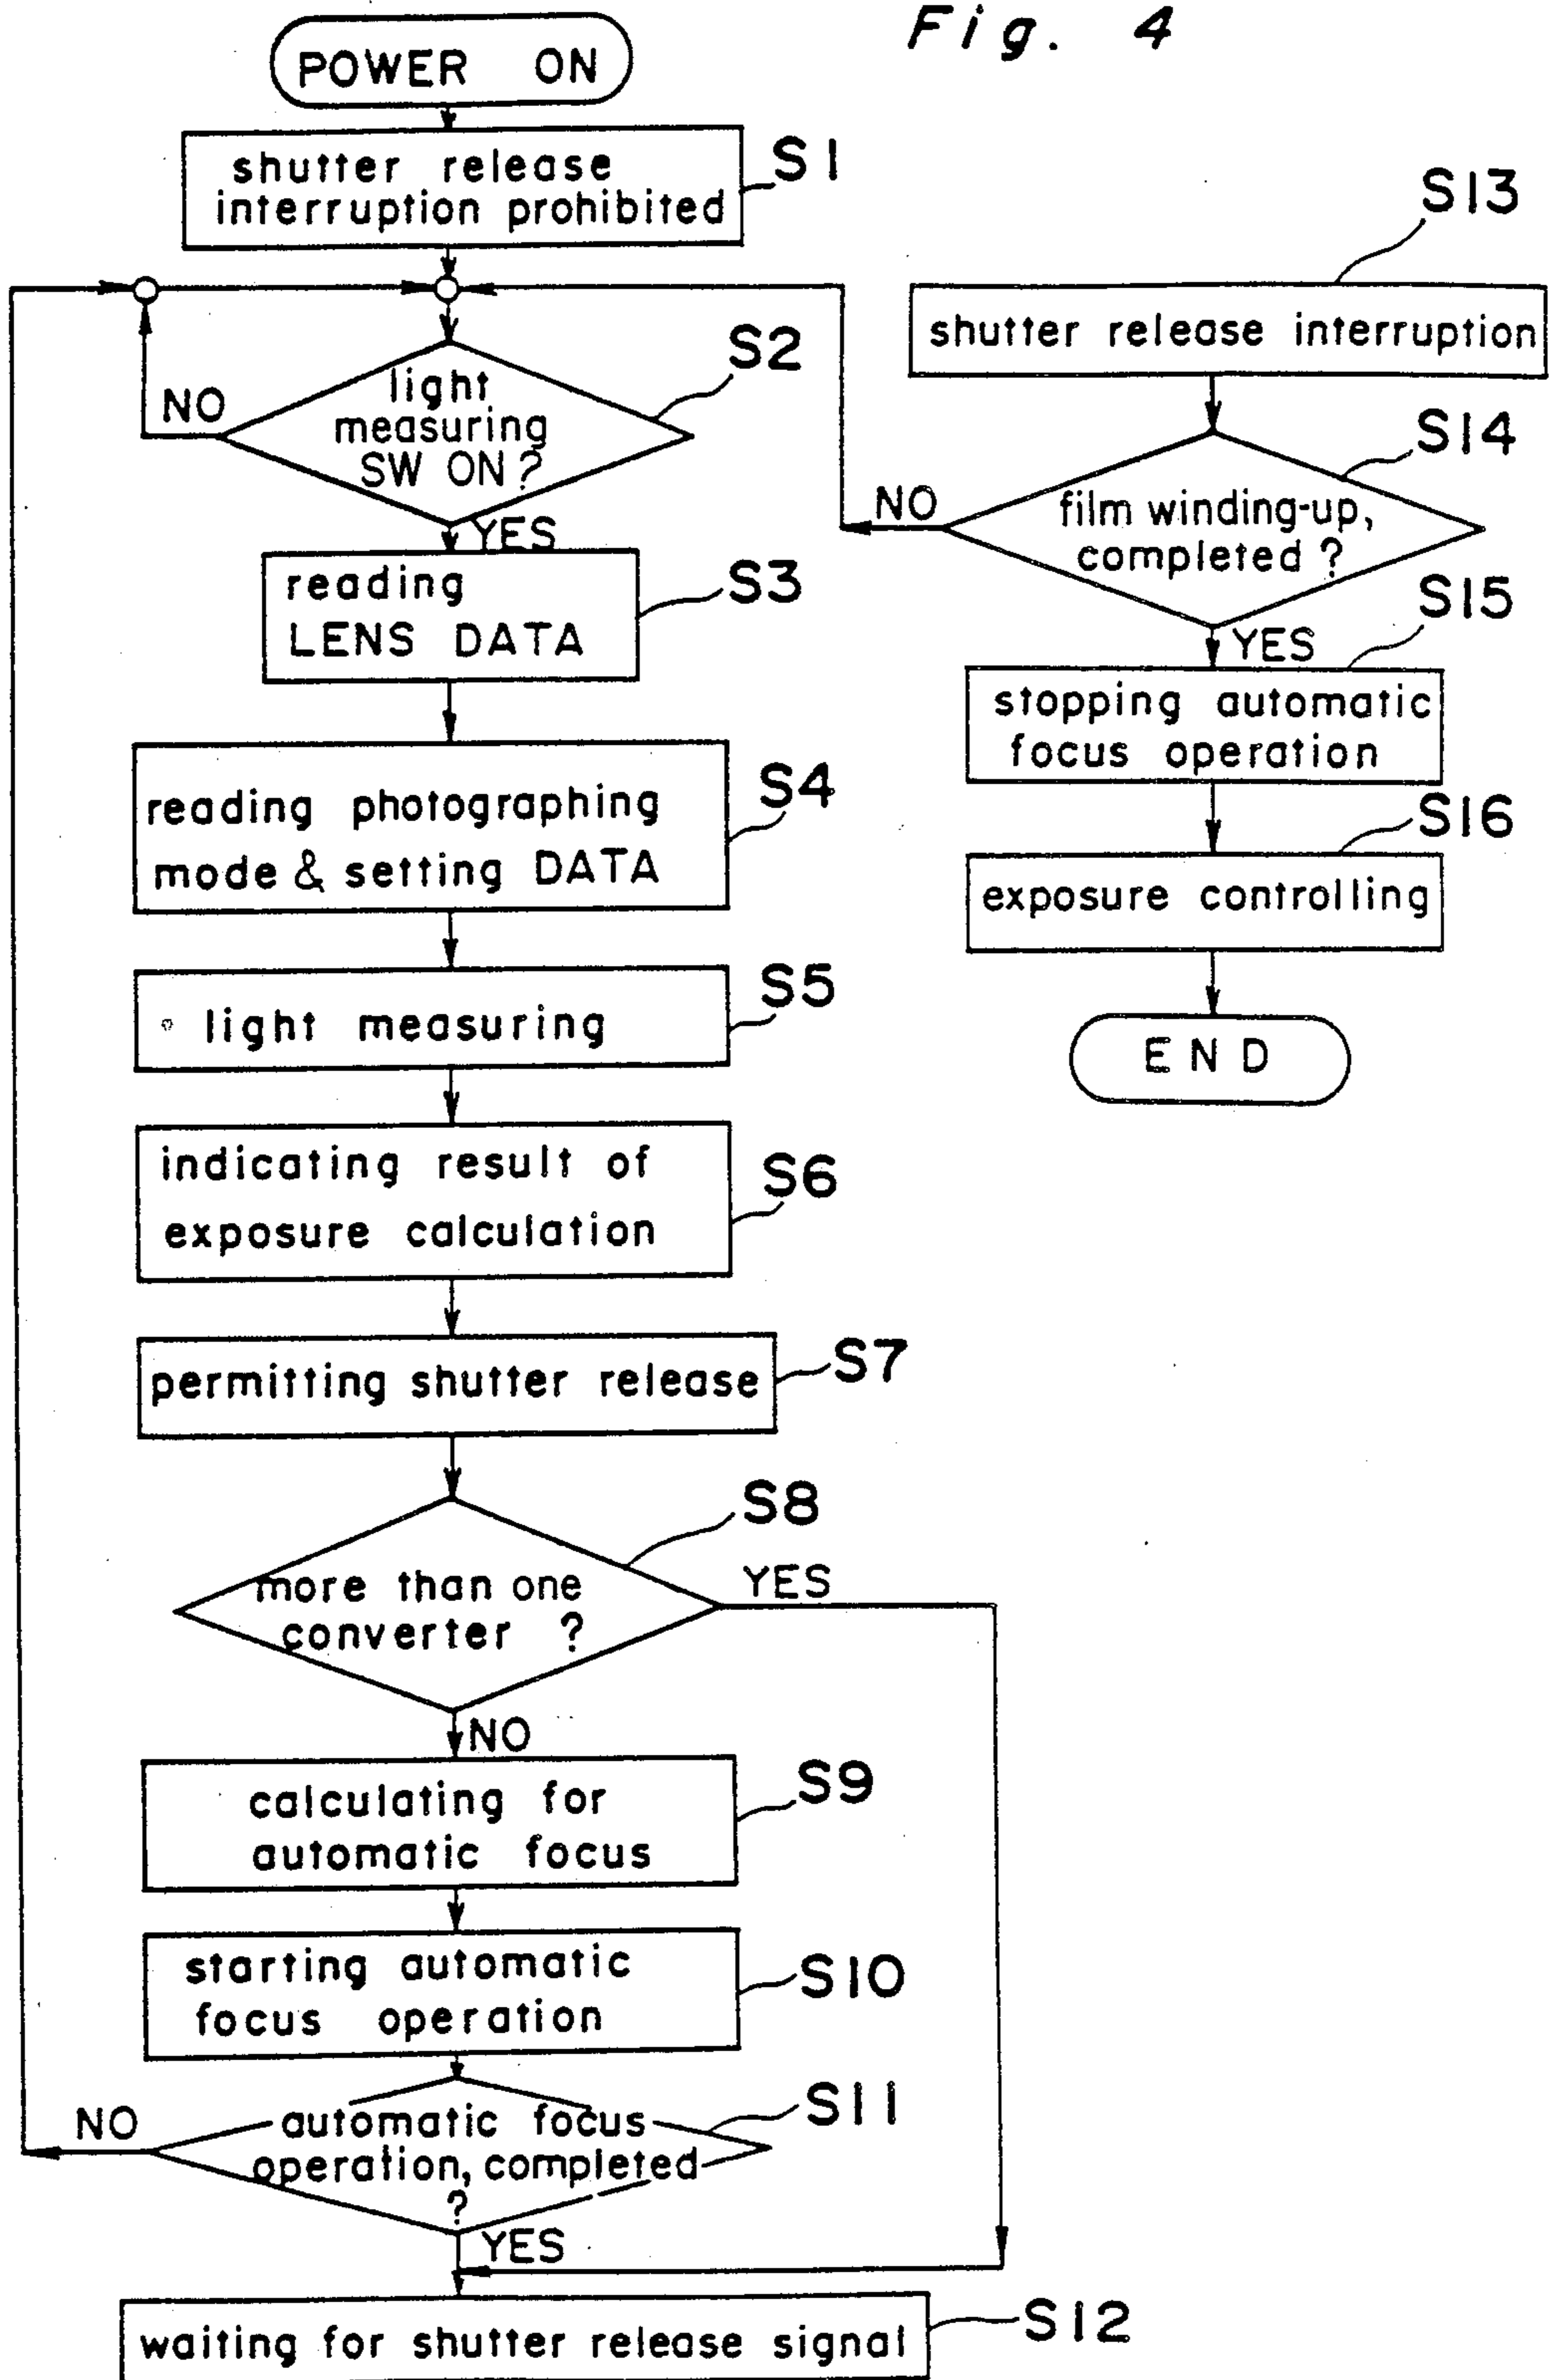 Fig. 4
POWER ON
shutter release
interruption prohibited
S1
light
measuring
SW ON?
S2
NO
YES
reading
LENS DATA
S3
reading photographing
mode & setting DATA
S4
light measuring
S5
indicating result of
exposure calculation
S6
permitting shutter release
S7
more than one
converter ?
S8
YES
NO
calculating for
automatic focus
S9
starting automatic
focus operation
S10
automatic focus
operation, completed
?
S11
NO
YES
waiting for shutter release signal
S12
S13
shutter release interruption
S14
film winding-up,
completed ?
NO
YES
S15
stopping automatic
focus operation
S16
exposure controlling
END